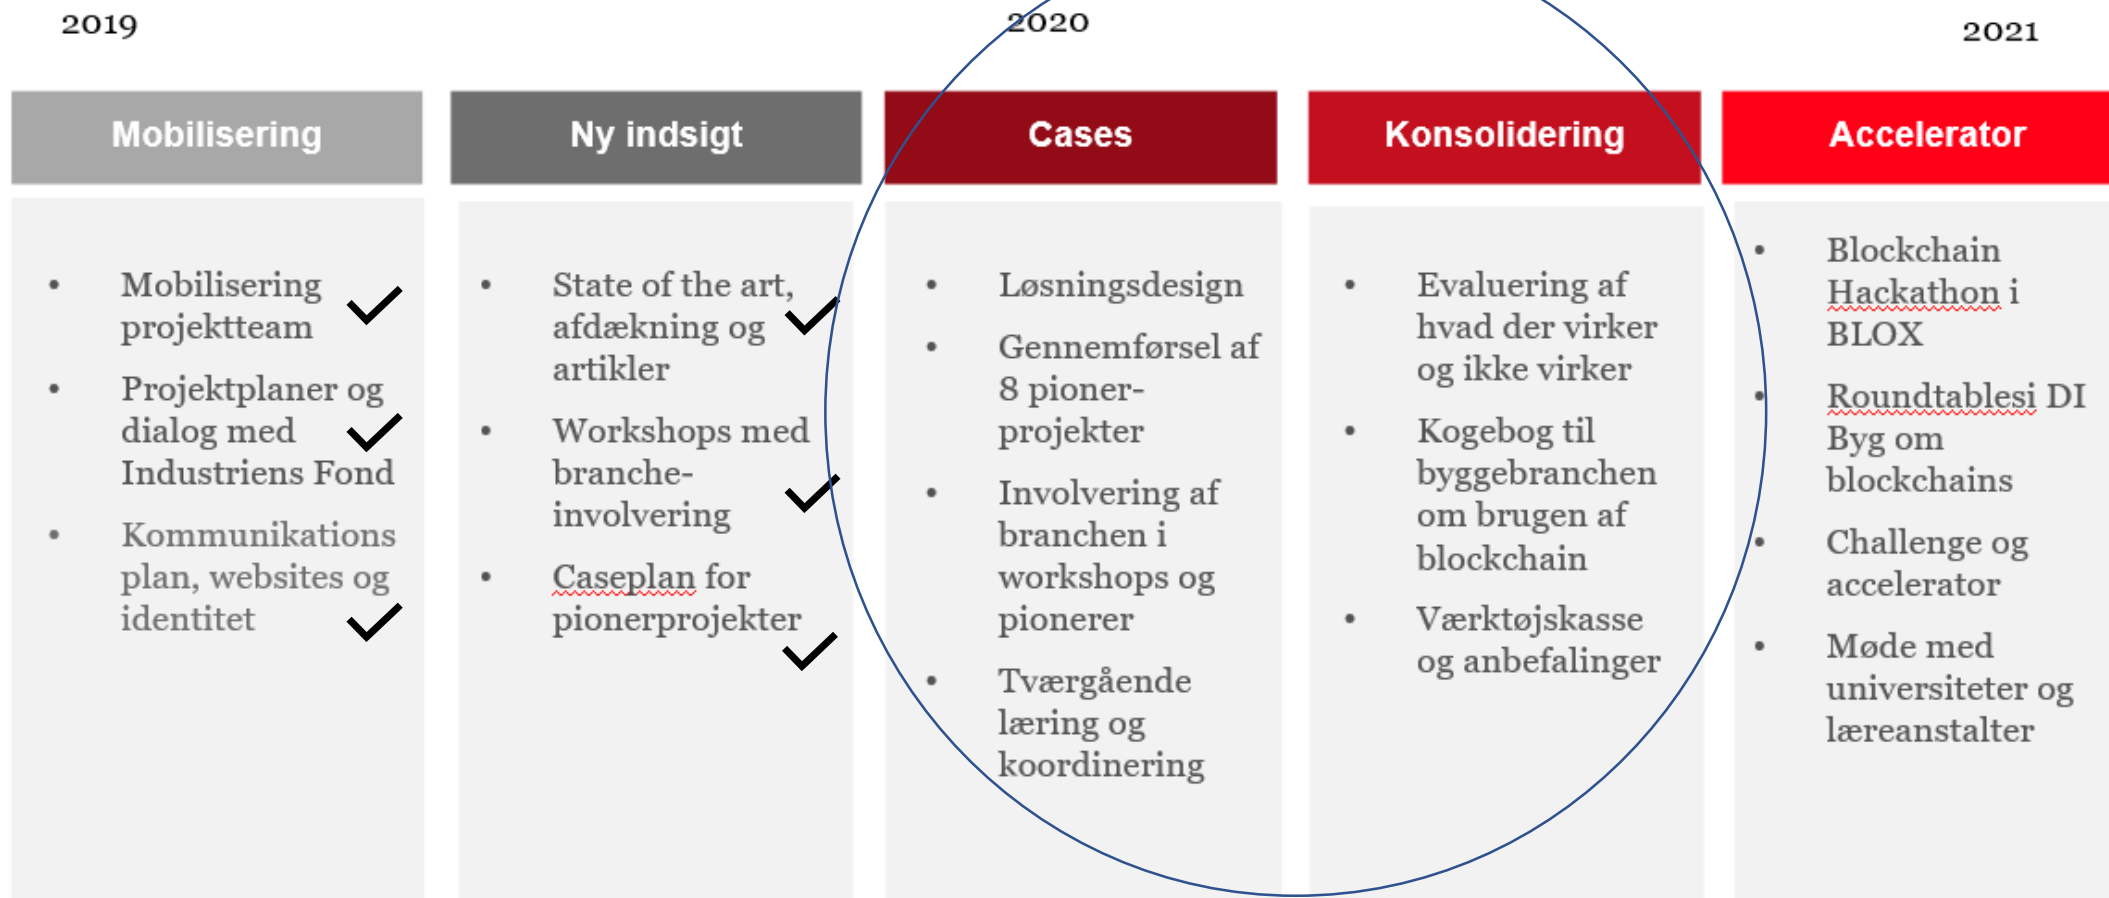 2019
2020
2021
Mobilisering
Ny indsigt
Cases
Konsolidering
Accelerator
• Mobilisering
projektteam
• Projektplaner og
dialog med
Industriens Fond
• Kommunikations
plan, websites og
identitet
• State of the art,
afdækning og
artikler
• Workshops med
branche-
involvering
• Caseplan for
pionerprojekter
• Løsningsdesign
• Gennemførsel af
8 pioner-
projekter
• Involvering af
branchen i
workshops og
pionerer
• Tværgående
læring og
koordinering
• Evaluering af
hvad der virker
og ikke virker
• Kogebog til
byggebranchen
om brugen af
blockchain
• Værktøjskasse
og anbefalinger
• Blockchain
Hackathon i
BLOX
• Roundtablesi DI
Byg om
blockchains
• Challenge og
accelerator
• Møde med
universiteter og
læreanstalter